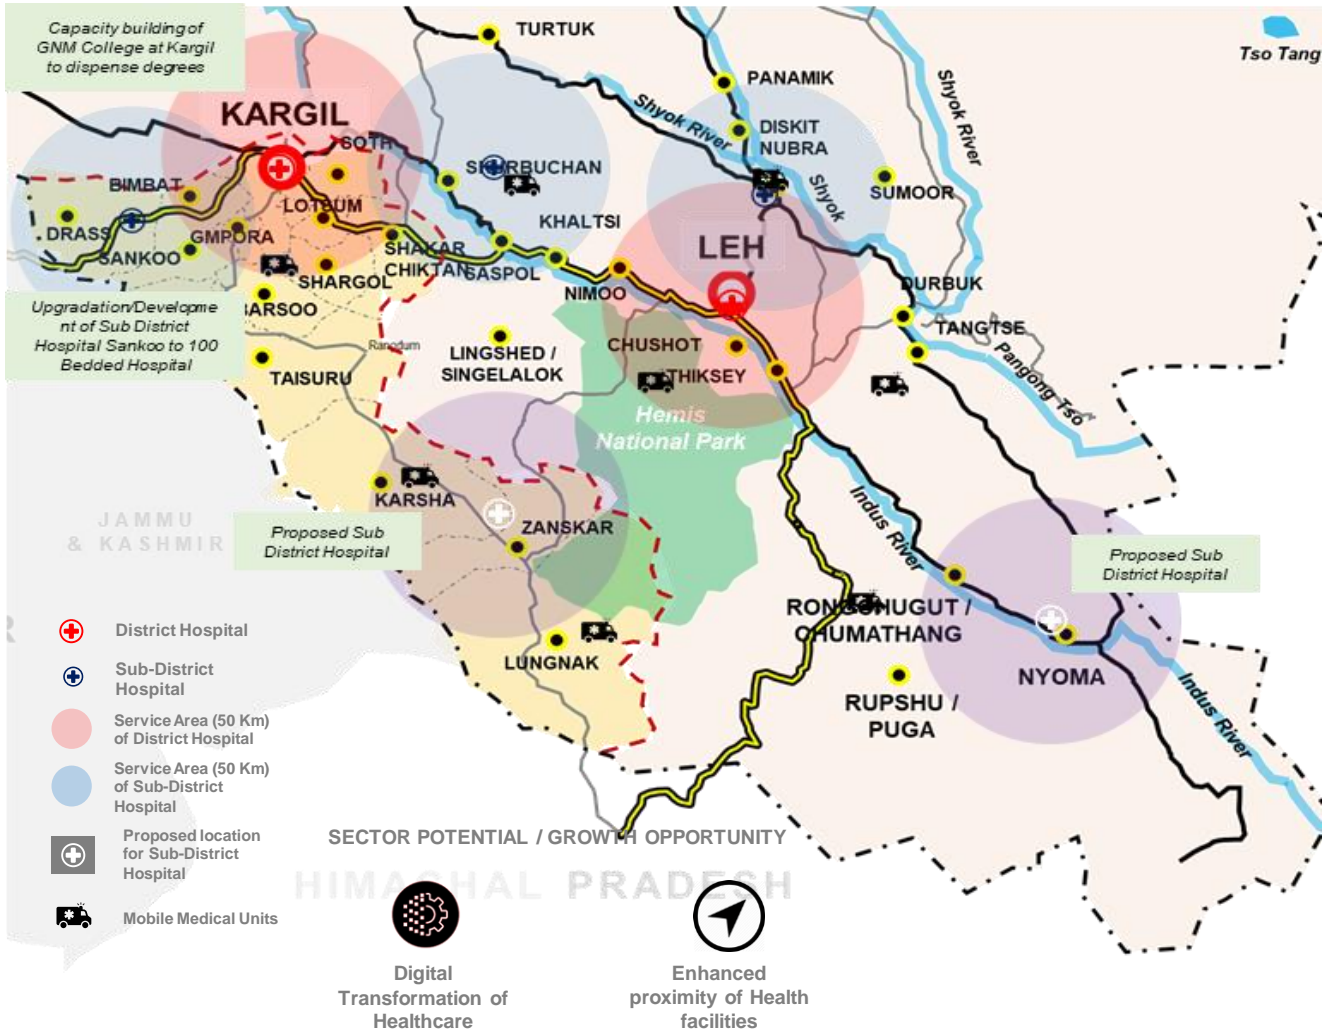 Capacity building of
GNM College at Kargil
to dispense degrees
TURTUK
Tso Tang
PANAMIK
KARGIL
Shyok River
Shyok River
DISKIT
NUBRA
SOTH
SHURBUCHAN
BIMBAT
Shyok
SUMOOR
LOTSUM
KHALTSI
DRASS
GMPORA
SHAKAR
CHIKTAN
SASPOL
LEH
SANKOO
SHARGOL
NIMOO
DURBUK
BARSOO
TANGTSE
Upgradation/Developme
nt of Sub District
Hospital Sankoo to 100
Bedded Hospital
Rangdum
CHUSHOT
Pangong Tso
LINGSHED /
SINGELALOK
THIKSEY
TAISURU
Hemis
National Park
KARSHA
Indus River
JAMMU
& KASHMIR
Proposed Sub
District Hospital
ZANSKAR
Proposed Sub
District Hospital
RONGCHUGUT /
CHUMATHANG
R
LUNGNAK
NYOMA
RUPSHU /
PUGA
Indus River
District Hospital
Sub-District
Hospital
Service Area (50 Km)
of District Hospital
Service Area (50 Km)
of Sub-District
Hospital
Proposed location
for Sub-District
Hospital
Mobile Medical Units
SECTOR POTENTIAL / GROWTH OPPORTUNITY
HIMACHAL PRADESH
Digital
Transformation of
Healthcare
Enhanced
proximity of Health
facilities